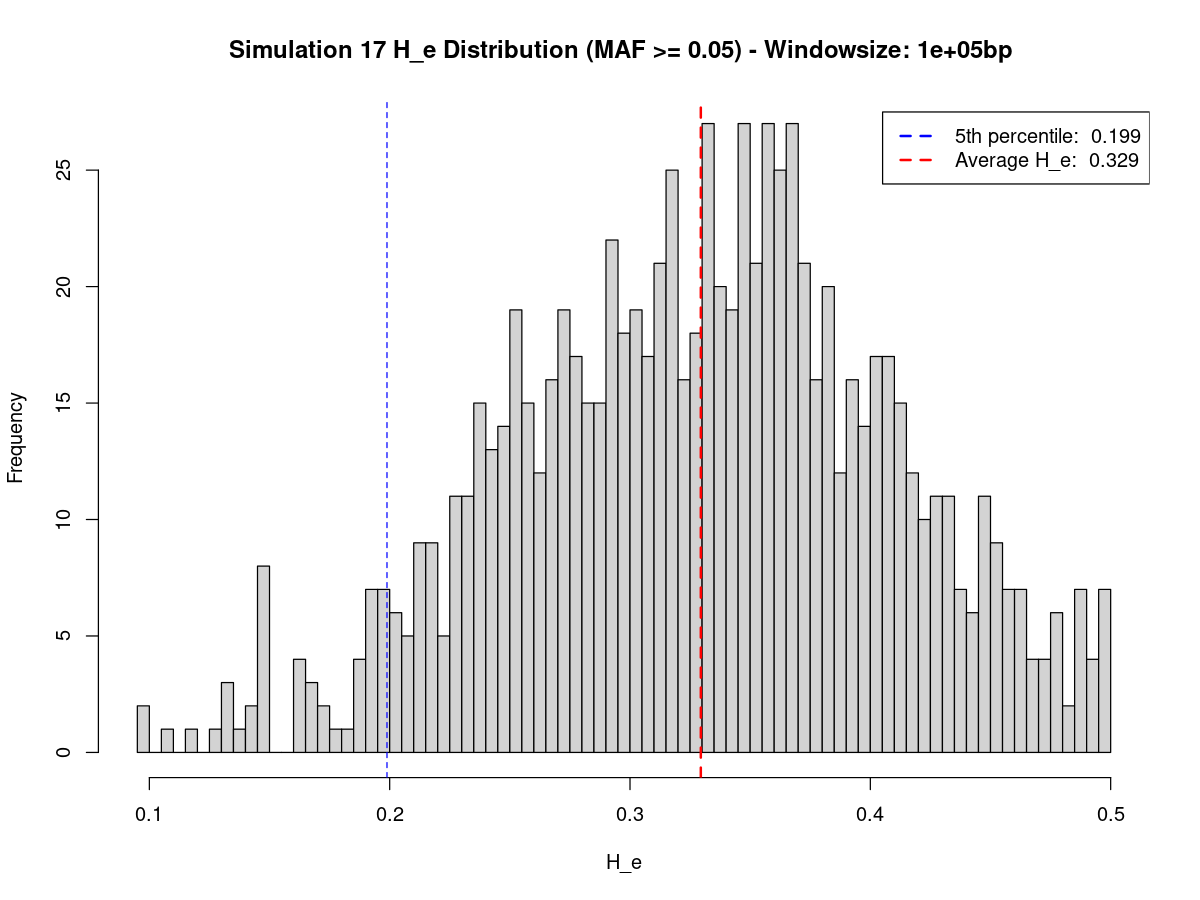 Simulation 17 H_e Distribution (MAF >= 0.05) - Windowsize: 1e+05bp
5th percentile:  0.199
Average H_e:  0.329
Frequency
25
20
15
10
5
0
0.1 0.2 0.3 0.4 0.5
H_e